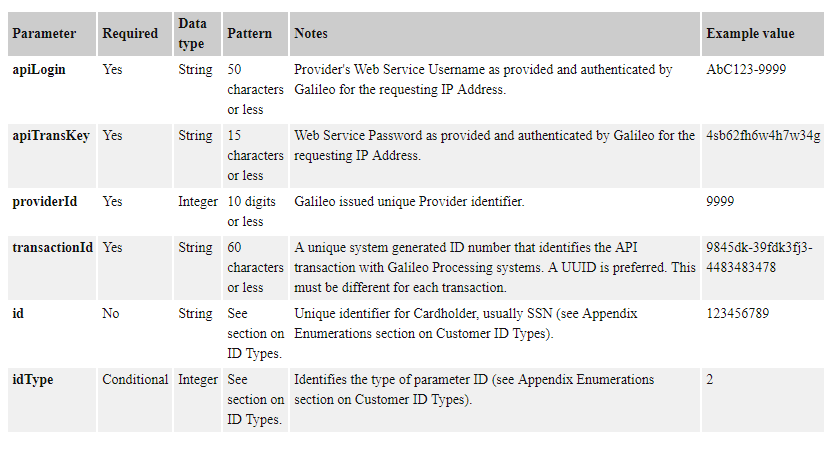 Parameter Required Data type Pattern Notes Example value
apiLogin Yes String 50 characters or less Provider's Web Service Username as provided and authenticated by Galileo for the requesting IP Address. AbC123-9999
apiTransKey Yes String 15 characters or less Web Service Password as provided and authenticated by Galileo for the requesting IP Address. 4sb62fh6w4h7w34g
providerId Yes Integer 10 digits or less Galileo issued unique Provider identifier. 9999
transactionId Yes String 60 characters or less A unique system generated ID number that identifies the API transaction with Galileo Processing systems. A UUID is preferred. This must be different for each transaction. 9845dk-39fdk3fj3-4483483478
id No String See section on ID Types. Unique identifier for Cardholder, usually SSN (see Appendix Enumerations section on Customer ID Types). 123456789
idType Conditional Integer See section on ID Types. Identifies the type of parameter ID (see Appendix Enumerations section on Customer ID Types). 2